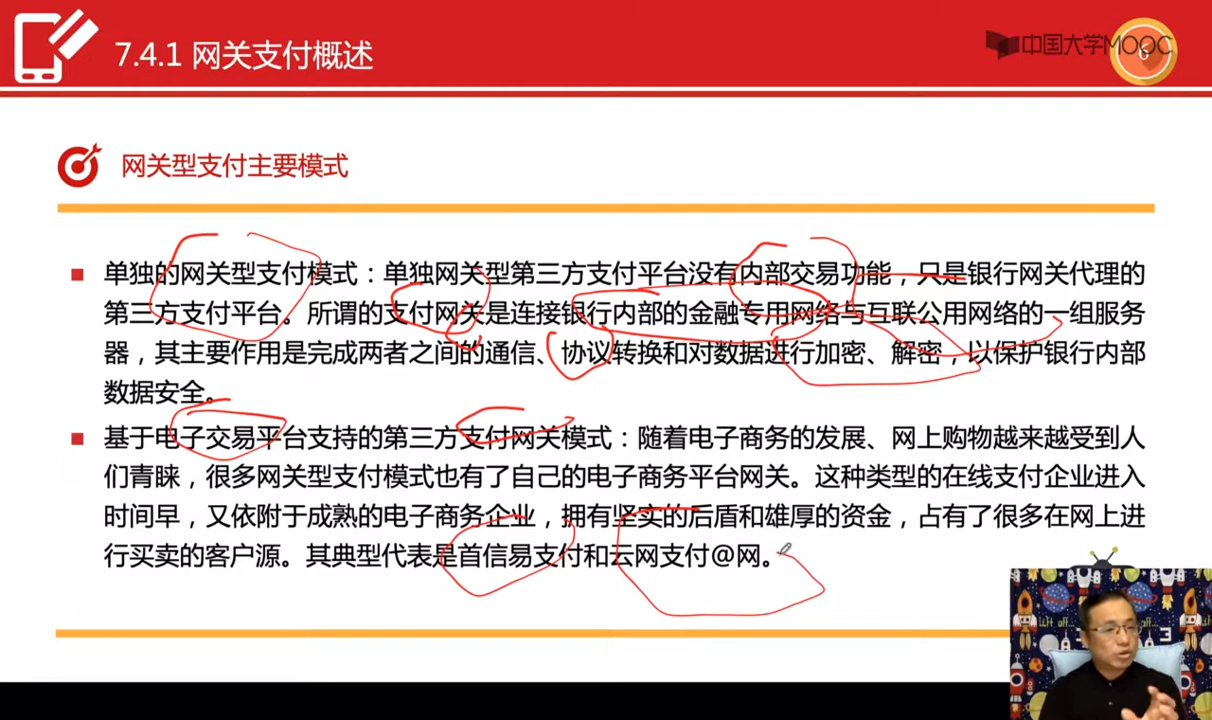 7.4.1 网关支付概述
中国大学MOOC
6
网关型支付主要模式
单独的网关型支付模式：单独网关型第三方支付平台没有内部交易功能，只是银行网关代理的
第三方支付平台。所谓的支付网关是连接银行内部的金融专用网络与互联公用网络的一组服务
器，其主要作用是完成两者之间的通信、协议转换和对数据进行加密、解密，以保护银行内部
数据安全。
基于电子交易平台支持的第三方支付网关模式：随着电子商务的发展、网上购物越来越受到人
们青睐，很多网关型支付模式也有了自己的电子商务平台网关。这种类型的在线支付企业进入
时间早，又依附于成熟的电子商务企业，拥有坚实的后盾和雄厚的资金，占有了很多在网上进
行买卖的客户源。其典型代表是首信易支付和云网支付@网。